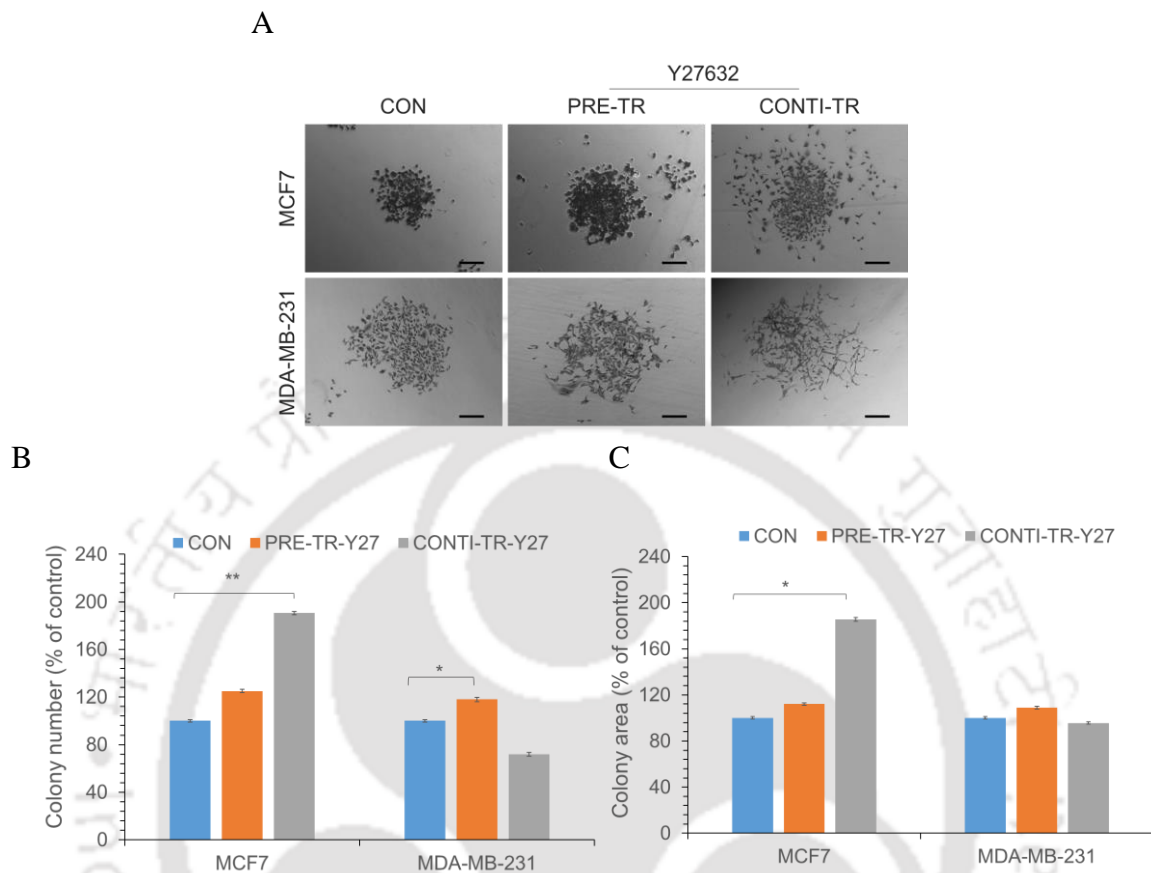 A
Y27632
CON PRE-TR CONTI-TR
MCF7
MDA-MB-231
B
CON PRE-TR-Y27 CONTI-TR-Y27
Colony number (% of control)
240
200
160
120
80
40
0
**
*
MCF7 MDA-MB-231
C
CON PRE-TR-Y27 CONTI-TR-Y27
Colony area (% of control)
240
200
160
120
80
40
0
*
MCF7 MDA-MB-231